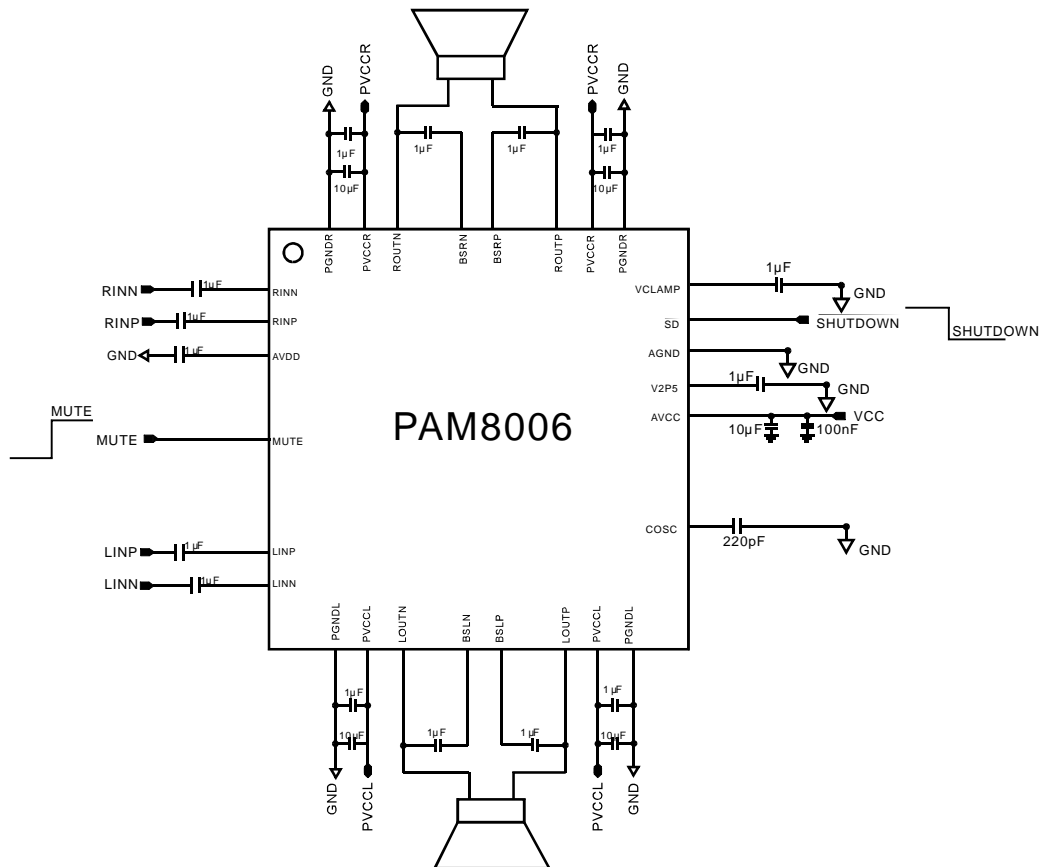 GND
PVCCR
PVCCR
GND
1µF
1µF
1µF
1µF
10µF
10µF
PGNDR
PVCCR
ROUTN
BSRN
BSRP
ROUTP
PVCCR
PGNDR
RINN
1µF
RINN
RINP
1µF
RINP
GND
1µF
AVDD
MUTE
MUTE
MUTE
LINP
1µF
LINP
LINN
1µF
LINN
PAM8006
VCLAMP
1µF
GND
SD
SHUTDOWN
SHUTDOWN
AGND
GND
V2P5
1µF
GND
AVCC
VCC
10µF
100nF
COSC
220pF
GND
PGNDL
PVCCL
LOUTN
BSLN
BSLP
LOUTP
PVCCL
PGNDL
1µF
1µF
10µF
1µF
1µF
10µF
GND
PVCCL
PVCCL
GND